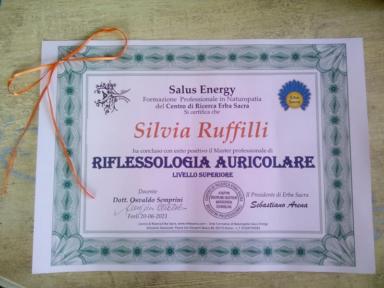 Salus Energy
Formazione Professionale in Naturopatia
del Centro di Ricerca Erba Sacra
Si certifica che
Silvia Ruffilli
ha concluso con esito positivo il Master professionale di
RIFLESSOLOGIA AURICOLARE
LIVELLO SUPERIORE
Docente
Dott. Osvaldo Semprini
Forlì 20-06-2021
Il Presidente di Erba Sacra
Sebastiano Arena